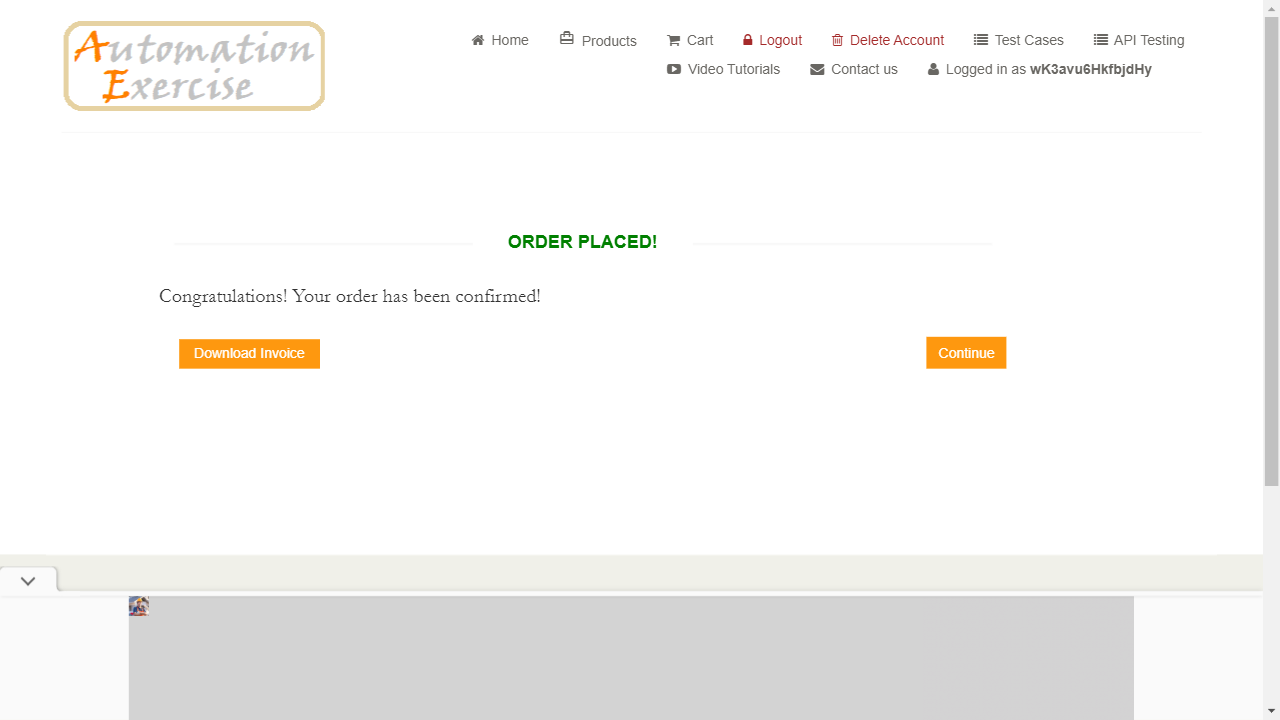 Automation
Exercise
Home
Products
Cart
Logout
Delete Account
Test Cases
API Testing
Video Tutorials
Contact us
Logged in as wK3avu6HkfbjdHy
ORDER PLACED!
Congratulations! Your order has been confirmed!
Download Invoice
Continue